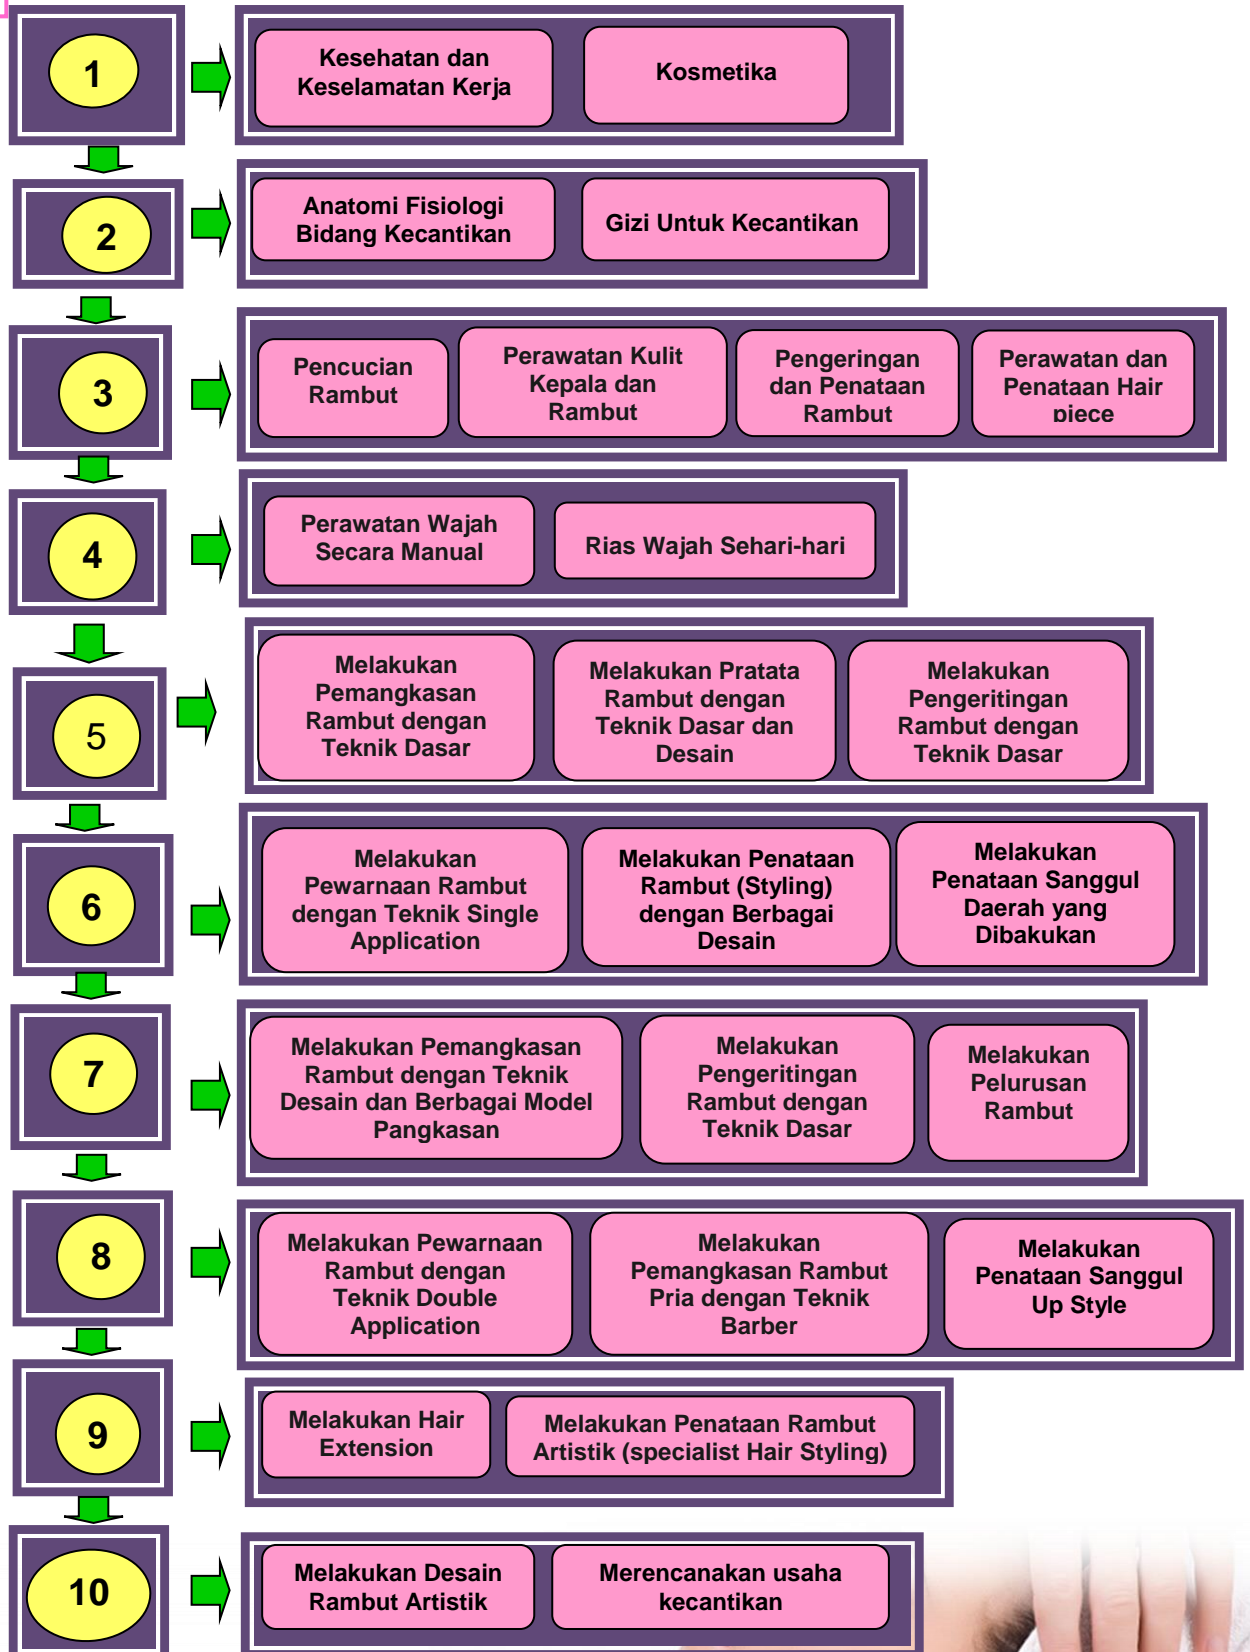 1
Kesehatan dan
Keselamatan Kerja
Kosmetika
2
Anatomi Fisiologi
Bidang Kecantikan
Gizi Untuk Kecantikan
3
Pencucian
Rambut
Perawatan Kulit
Kepala dan
Rambut
Pengeringan
dan Penataan
Rambut
Perawatan dan
Penataan Hair
piece
4
Perawatan Wajah
Secara Manual
Rias Wajah Sehari-hari
5
Melakukan
Pemangkasan
Rambut dengan
Teknik Dasar
Melakukan Pratata
Rambut dengan
Teknik Dasar dan
Desain
Melakukan
Pengeritingan
Rambut dengan
Teknik Dasar
6
Melakukan
Pewarnaan Rambut
dengan Teknik Single
Application
Melakukan Penataan
Rambut (Styling)
dengan Berbagai
Desain
Melakukan
Penataan Sanggul
Daerah yang
Dibakukan
7
Melakukan Pemangkasan
Rambut dengan Teknik
Desain dan Berbagai Model
Pangkasan
Melakukan
Pengeritingan
Rambut dengan
Teknik Dasar
Melakukan
Pelurusan
Rambut
8
Melakukan Pewarnaan
Rambut dengan
Teknik Double
Application
Melakukan
Pemangkasan Rambut
Pria dengan Teknik
Barber
Melakukan
Penataan Sanggul
Up Style
9
Melakukan Hair
Extension
Melakukan Penataan Rambut
Artistik (specialist Hair Styling)
10
Melakukan Desain
Rambut Artistik
Merencanakan usaha
kecantikan